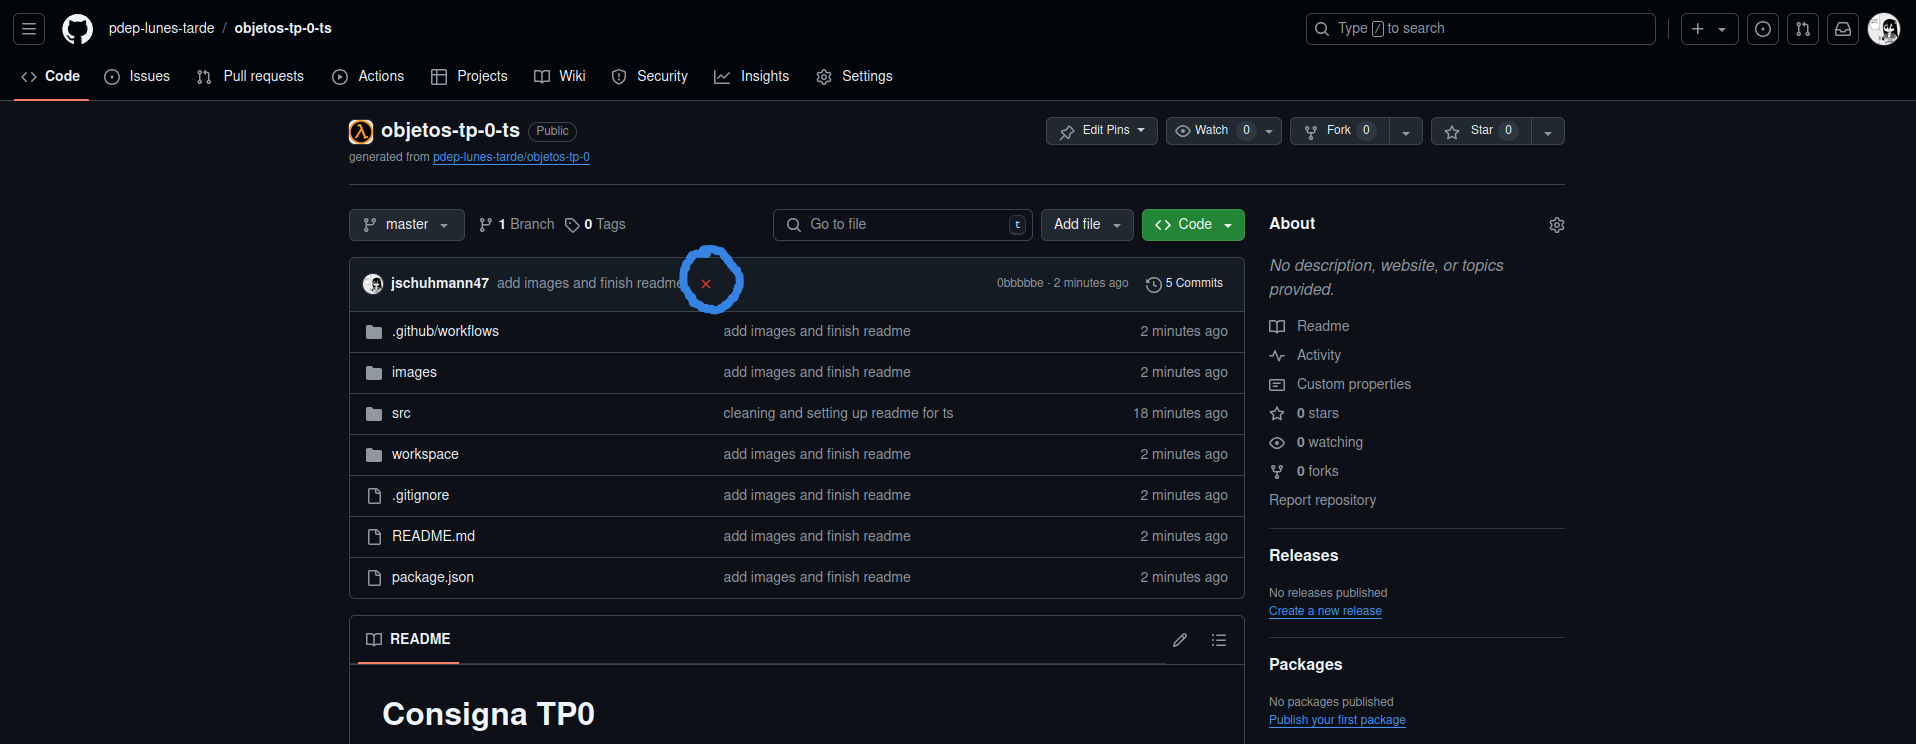 pdep-lunes-tarde / objetos-tp-0-ts
Type / to search
Code Issues Pull requests Actions Projects Wiki Security Insights Settings
objetos-tp-0-ts Public
Edit Pins Watch 0 Fork 0 Star 0
generated from pdep-lunes-tarde/objetos-tp-0
master 1 Branch 0 Tags Go to file t Add file Code
jschuhmann47 add images and finish readme 0bbbbbe · 2 minutes ago 5 Commits
.github/workflows add images and finish readme 2 minutes ago
images add images and finish readme 2 minutes ago
src cleaning and setting up readme for ts 18 minutes ago
workspace add images and finish readme 2 minutes ago
.gitignore add images and finish readme 2 minutes ago
README.md add images and finish readme 2 minutes ago
package.json add images and finish readme 2 minutes ago
README
Consigna TP0
About
No description, website, or topics
provided.
Readme
Activity
Custom properties
0 stars
0 watching
0 forks
Report repository
Releases
No releases published
Create a new release
Packages
No packages published
Publish your first package